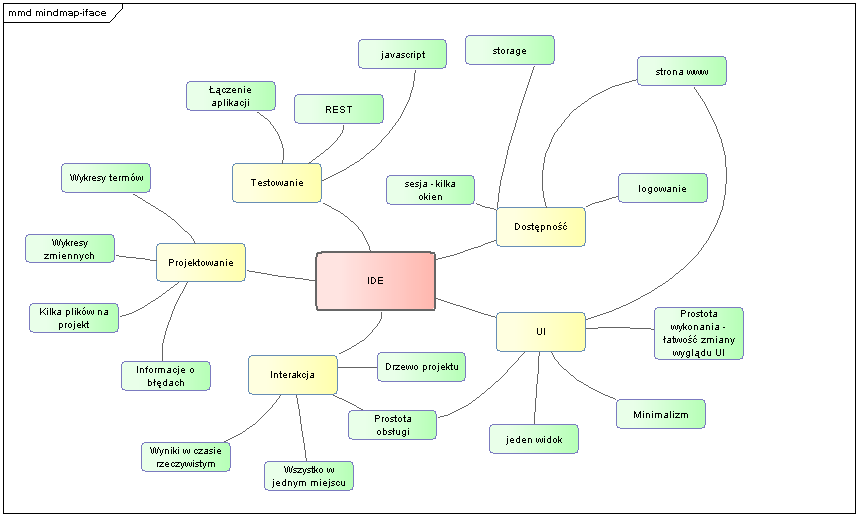 mmd mindmap-iface
javascript
storage
strona www
Łączenie
aplikacji
REST
Testowanie
Wykresy termów
sesja - kilka
okien
logowanie
Dostępność
Wykresy
zmiennych
Projektowanie
IDE
Kilka plików na
projekt
UI
Prostota
wykonania -
łatwość zmiany
wyglądu UI
Informacje o
błędach
Interakcja
Drzewo projektu
Prostota
obsługi
Minimalizm
jeden widok
Wyniki w czasie
rzeczywistym
Wszystko w
jednym miejscu